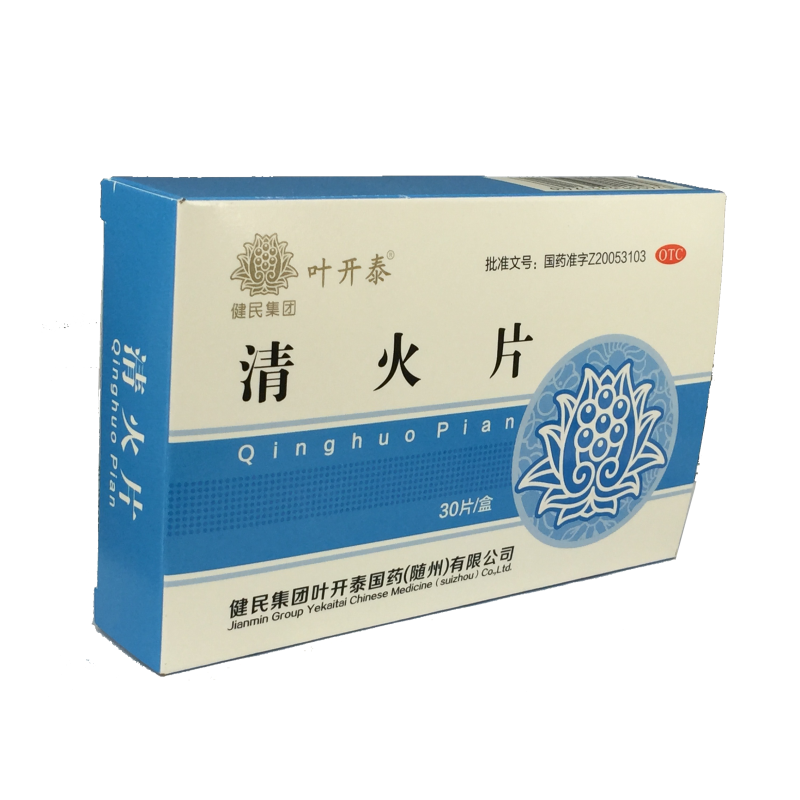 叶开泰®
健民集团
批准文号：国药准字Z20053103
OTC
清火片
Qinghuo Pian
30片/盒
健民集团叶开泰国药(随州)有限公司
Jianmin Group Yekaitai Chinese Medicine (suizhou) Co.,Ltd.
清火片
Qinghuo Pian